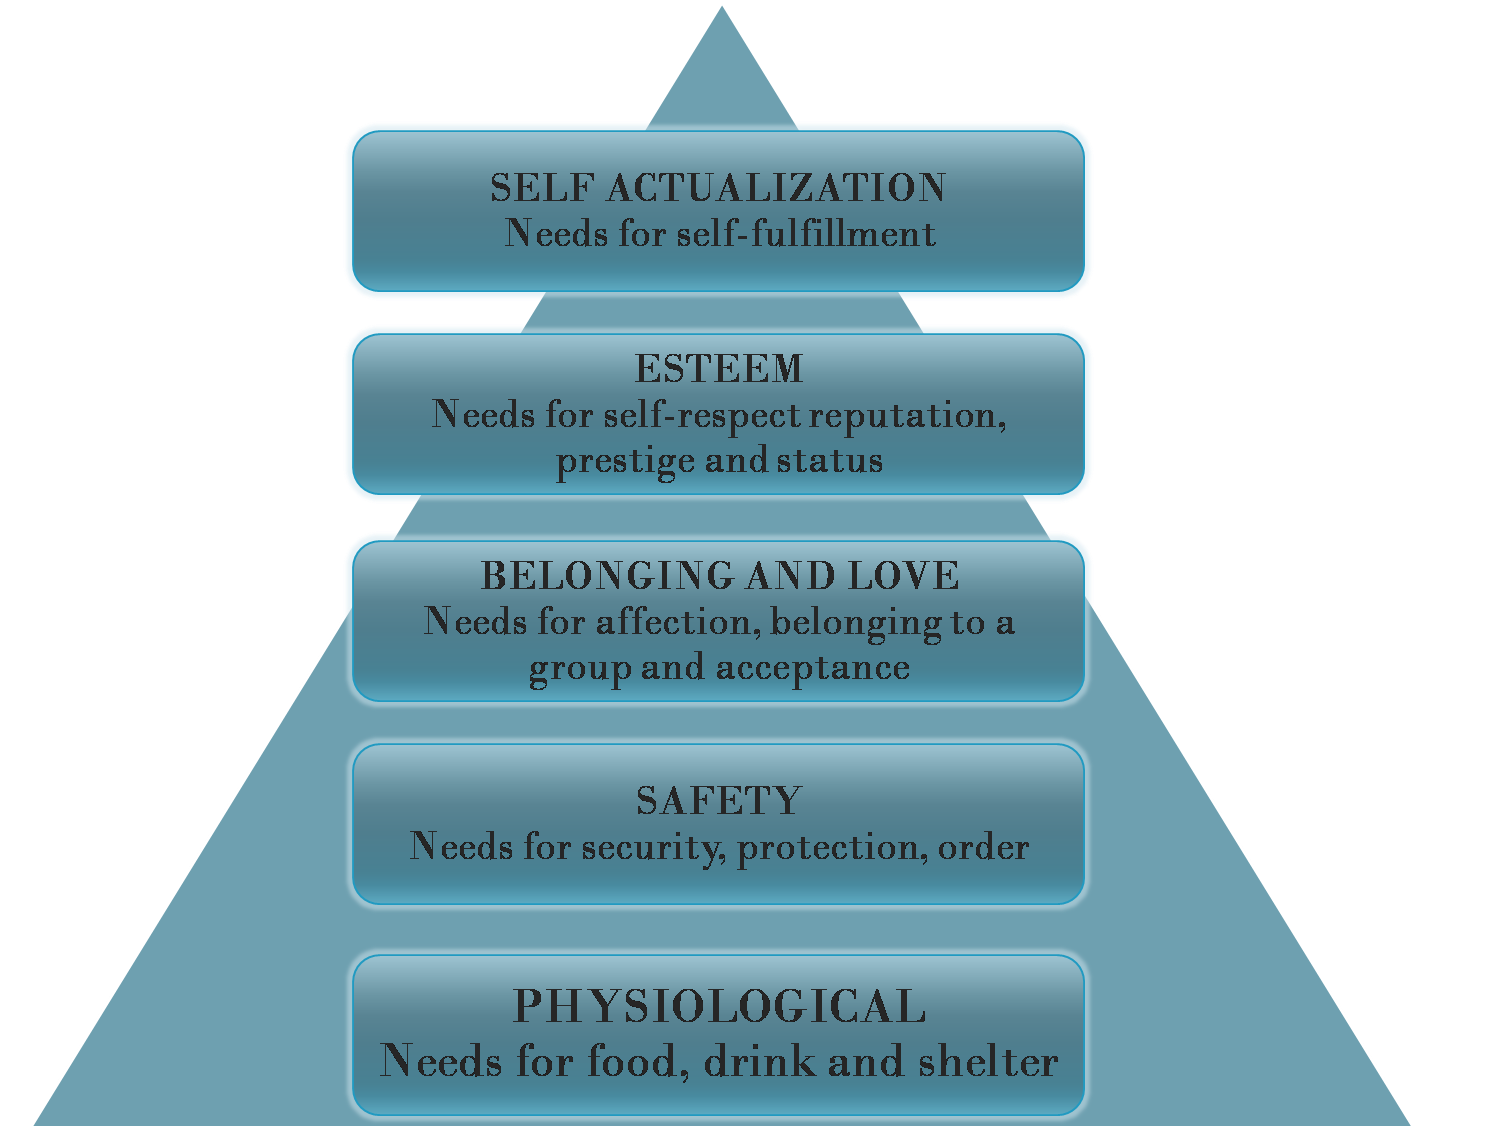 SELF ACTUALIZATION
Needs for self-fulfillment
ESTEEM
Needs for self-respect reputation,
prestige and status
BELONGING AND LOVE
Needs for affection, belonging to a
group and acceptance
SAFETY
Needs for security, protection, order
PHYSIOLOGICAL
Needs for food, drink and shelter